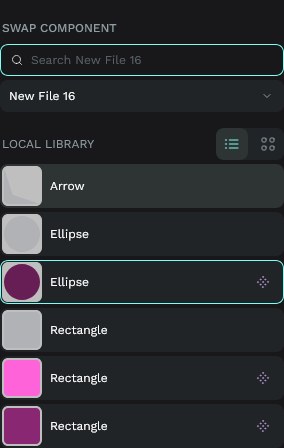 SWAP COMPONENT
Search New File 16
New File 16
LOCAL LIBRARY
Arrow
Ellipse
Ellipse
Rectangle
Rectangle
Rectangle